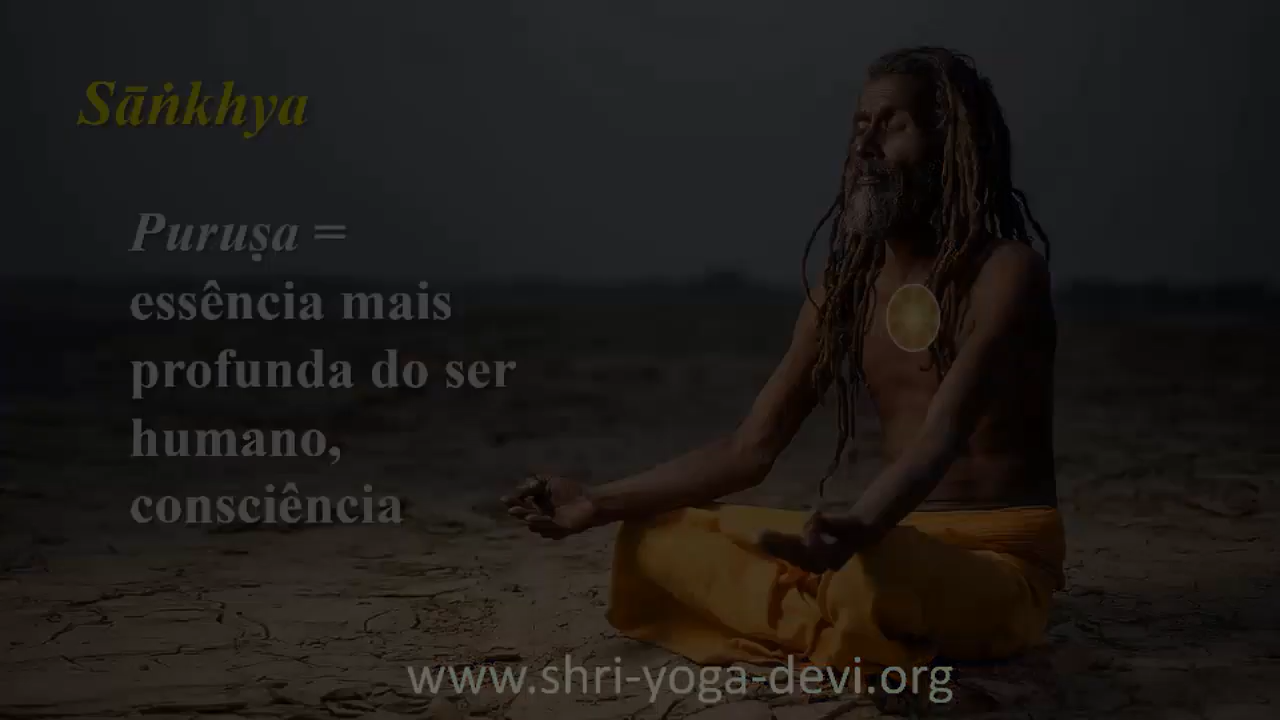 Sāṅkhya
Puruṣa =
essência mais
profunda do ser
humano,
consciência
www.shri-yoga-devi.org